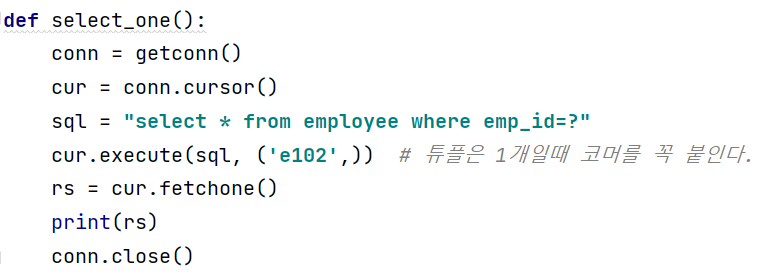 def select_one():
    conn = getconn()
    cur = conn.cursor()
    sql = "select * from employee where emp_id=?"
    cur.execute(sql, ('e102',))  # 튜플은 1개일때 코머를 꼭 붙인다.
    rs = cur.fetchone()
    print(rs)
    conn.close()